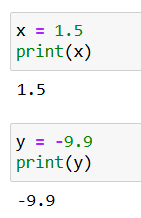 x = 1.5
print(x)
1.5
y = -9.9
print(y)
-9.9